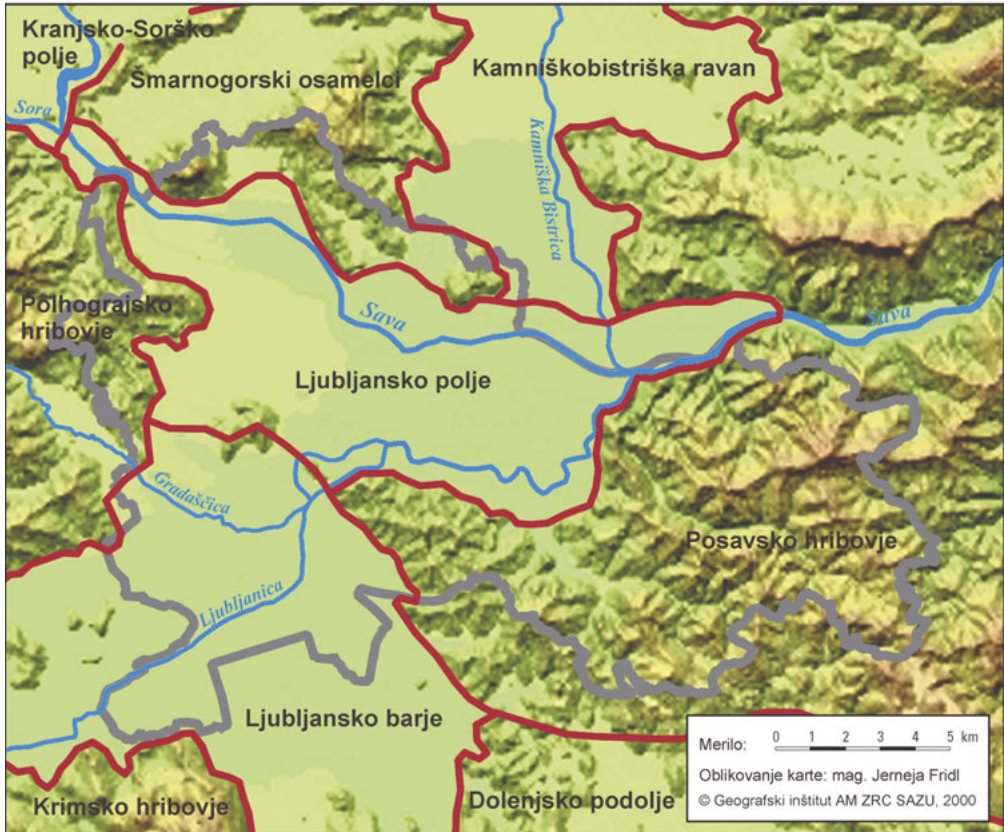 Kranjsko-Sorško
polje
Šmarnogorski osamelci
Kamniškobistriška ravan
Sora
Kamniška Bistrica
Polhograjsko
hribovje
Sava
Sava
Ljubljansko polje
Gradaščica
Posavsko hribovje
Ljubljanica
Ljubljansko barje
Krimsko hribovje
Dolenjsko podolje
Merilo: 0 1 2 3 4 5 km
Oblikovanje karte: mag. Jerneja Fridl
© Geografski inštitut AM ZRC SAZU, 2000